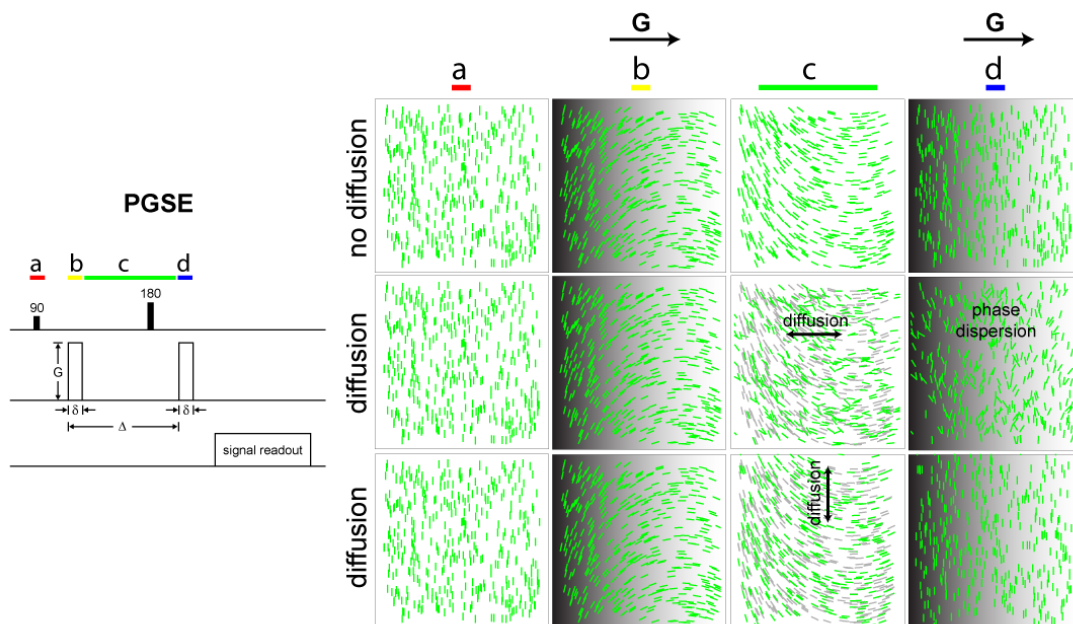 PGSE
a
b
c
d
90
180
G
δ
δ
Δ
signal readout
G
G
a
b
c
d
no diffusion
diffusion
diffusion
phase
dispersion
diffusion
diffusion